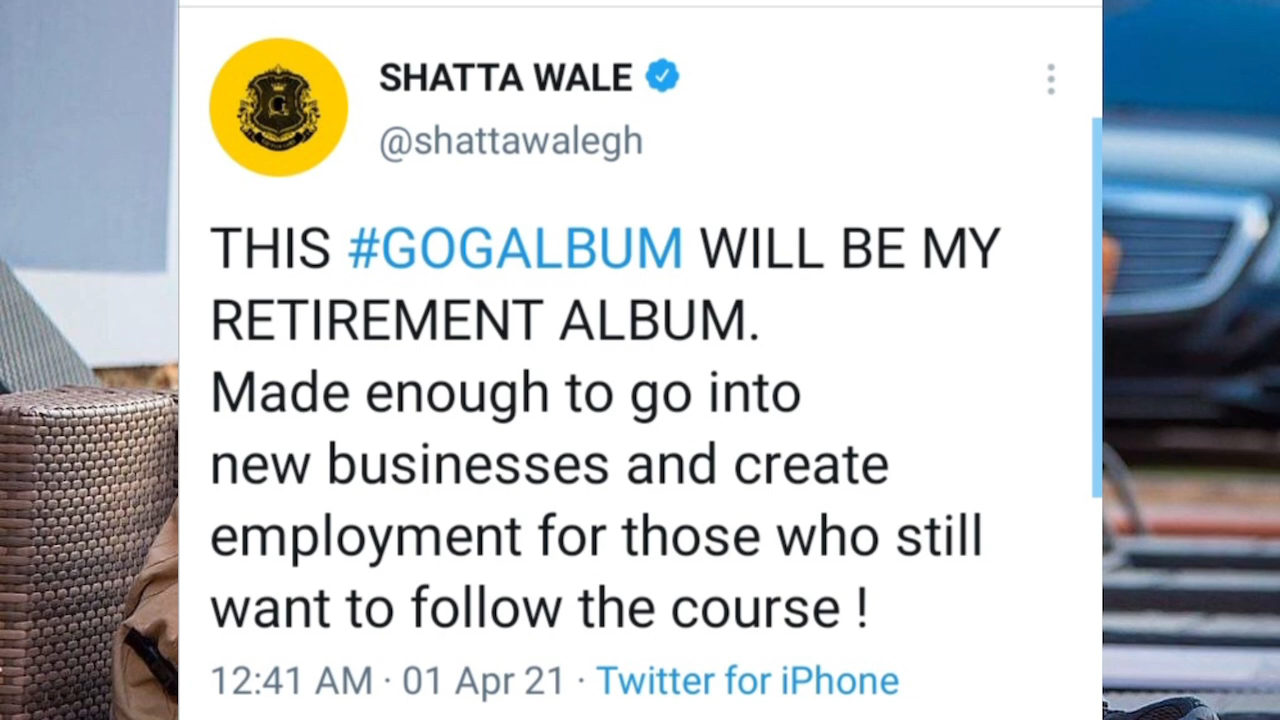 SHATTA WALE
@shattawalegh
THIS #GOGALBUM WILL BE MY
RETIREMENT ALBUM.
Made enough to go into
new businesses and create
employment for those who still
want to follow the course !
12:41 AM · 01 Apr 21 · Twitter for iPhone